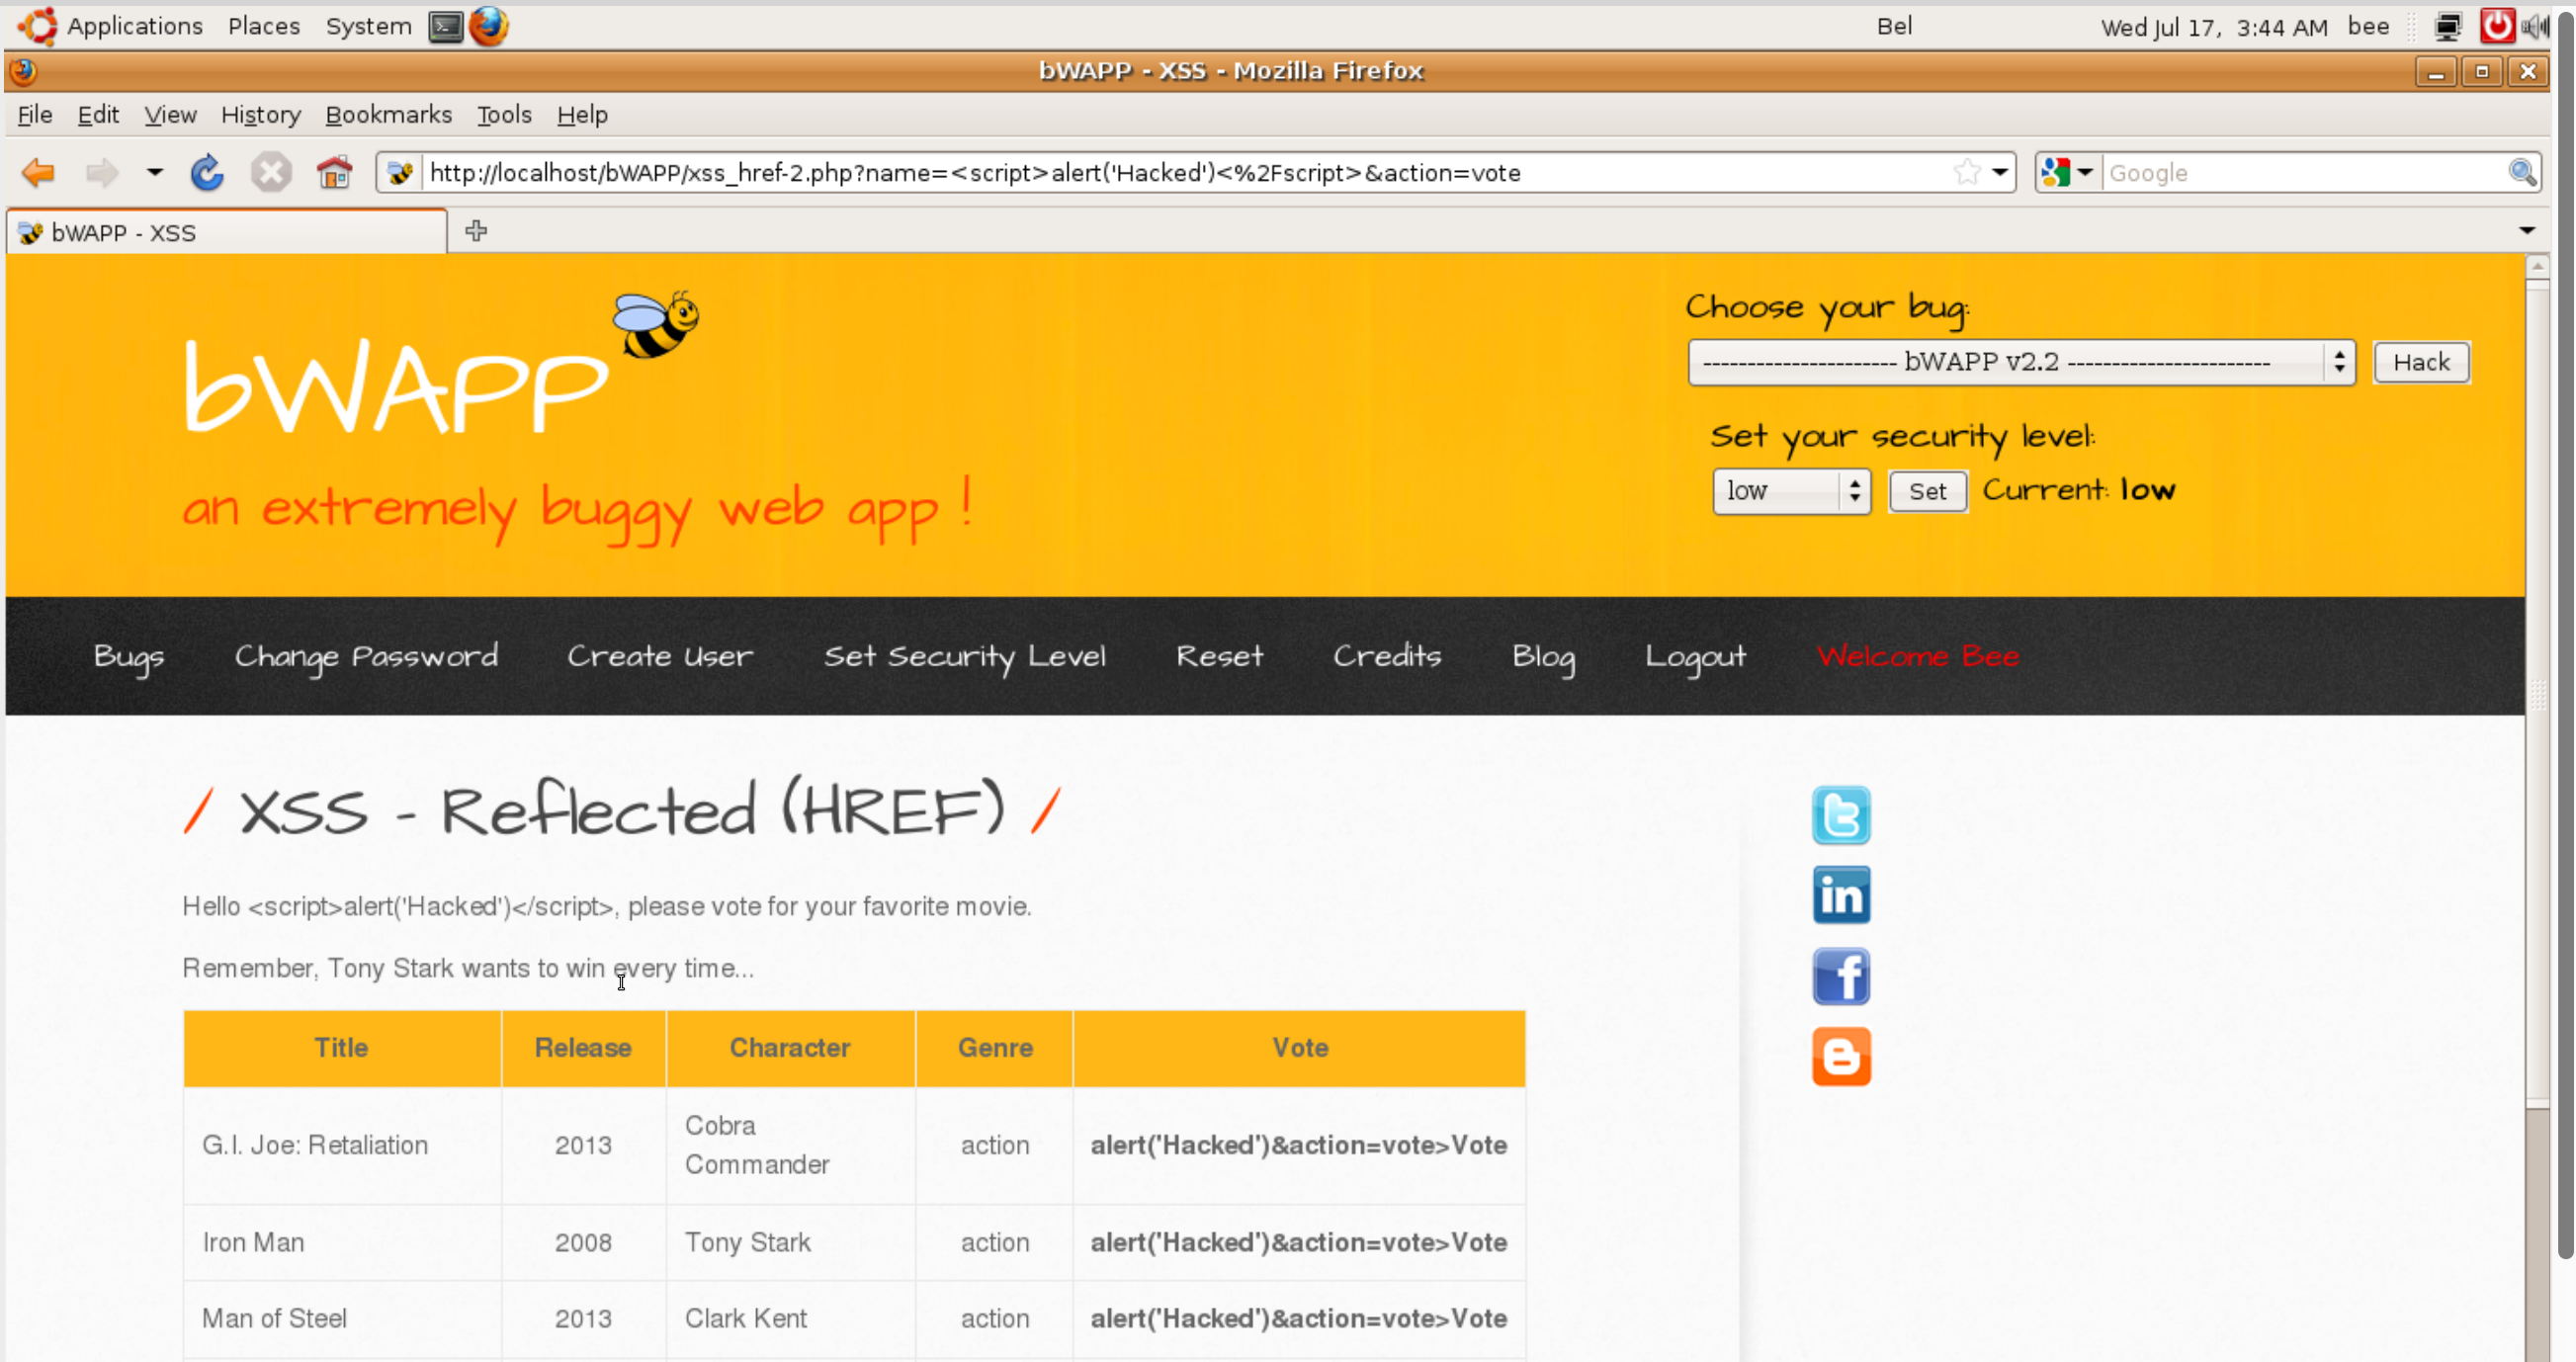 Applications Places System Bel Wed Jul 17, 3:44 AM bee
bWAPP - XSS - Mozilla Firefox
File Edit View History Bookmarks Tools Help
http://localhost/bWAPP/xss_href-2.php?name=<script>alert('Hacked')<%2Fscript>&action=vote Google
bWAPP - XSS
Choose your bug:
bWAPP
---------------------- bWAPP v2.2 ----------------------- Hack
Set your security level:
an extremely buggy web app !
low Set Current: low
Bugs Change Password Create User Set Security Level Reset Credits Blog Logout Welcome Bee
/ XSS - Reflected (HREF) /
Hello <script>alert('Hacked')</script>, please vote for your favorite movie.
Remember, Tony Stark wants to win every time...
Title Release Character Genre Vote
G.I. Joe: Retaliation 2013 Cobra Commander action alert('Hacked')&action=vote>Vote
Iron Man 2008 Tony Stark action alert('Hacked')&action=vote>Vote
Man of Steel 2013 Clark Kent action alert('Hacked')&action=vote>Vote